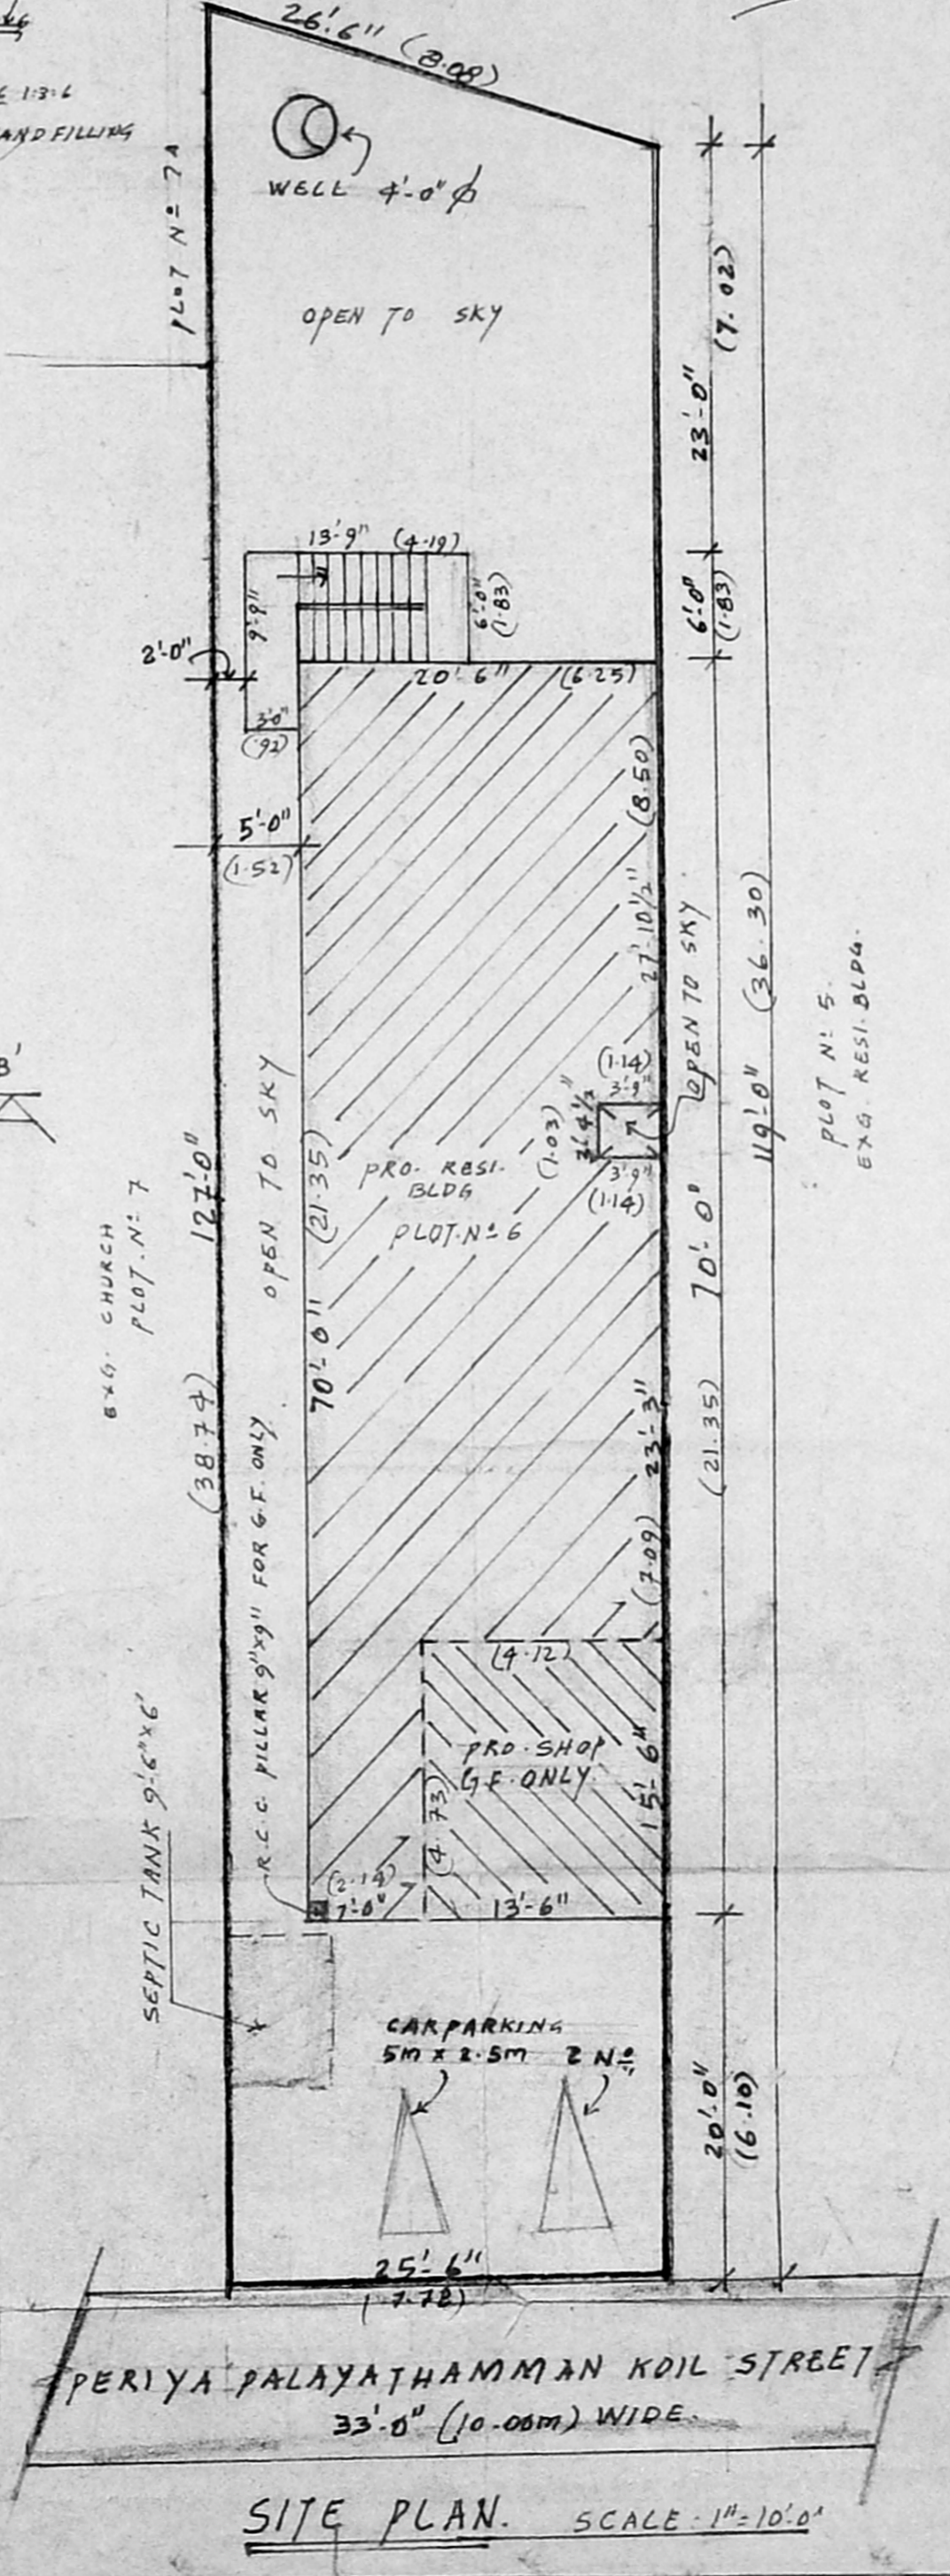 E 1:3:6
AND FILLING
26'-6" (8.08)
WELL 4'-0" ϕ
PLOT Nº 7A
OPEN TO SKY
23'-0" (7.02)
13'-9" (4.19)
9'-9"
6'-0"
(1.83)
6'-0"
(1.83)
2'-0"
20'-6" (6.25)
3'-0"
(.92)
5'-0"
(1.52)
27'-10½" (8.50)
OPEN TO SKY
(1.14)
3'-9"
3'-4½"
(1.03)
3'-9"
(1.14)
119'-0" (36.30)
PLOT Nº 5.
EXG. RESI. BLDG.
8'
PRO. RESI.
BLDG
PLOT.Nº 6
127'-0"
(38.74)
EXG. CHURCH
PLOT. Nº 7
OPEN TO SKY
70'-0" (21.35)
70'-0"
(21.35)
23'-3"
(7.09)
R.C.C. PILLAR 9"x9" FOR G.F. ONLY
(4.12)
PRO. SHOP
G.F. ONLY.
15'-6"
(4.73)
(2.14)
7'-0"
13'-6"
SEPTIC TANK 9'-6"x6'
CAR PARKING
5m x 2.5m 2 Nº
20'-0"
(6.10)
25'-6"
(7.78)
PERIYA PALAYATHAMMAN KOIL STREET
33'-0" (10.00m) WIDE.
SITE PLAN. SCALE 1"=10'-0"